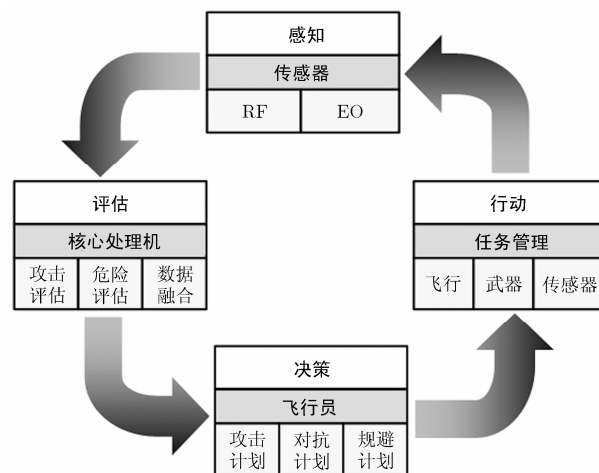 感知
传感器
RF EO
评估
核心处理机
攻击 危险 数据
评估 评估 融合
行动
任务管理
飞行 武器 传感器
决策
飞行员
攻击 对抗 规避
计划 计划 计划